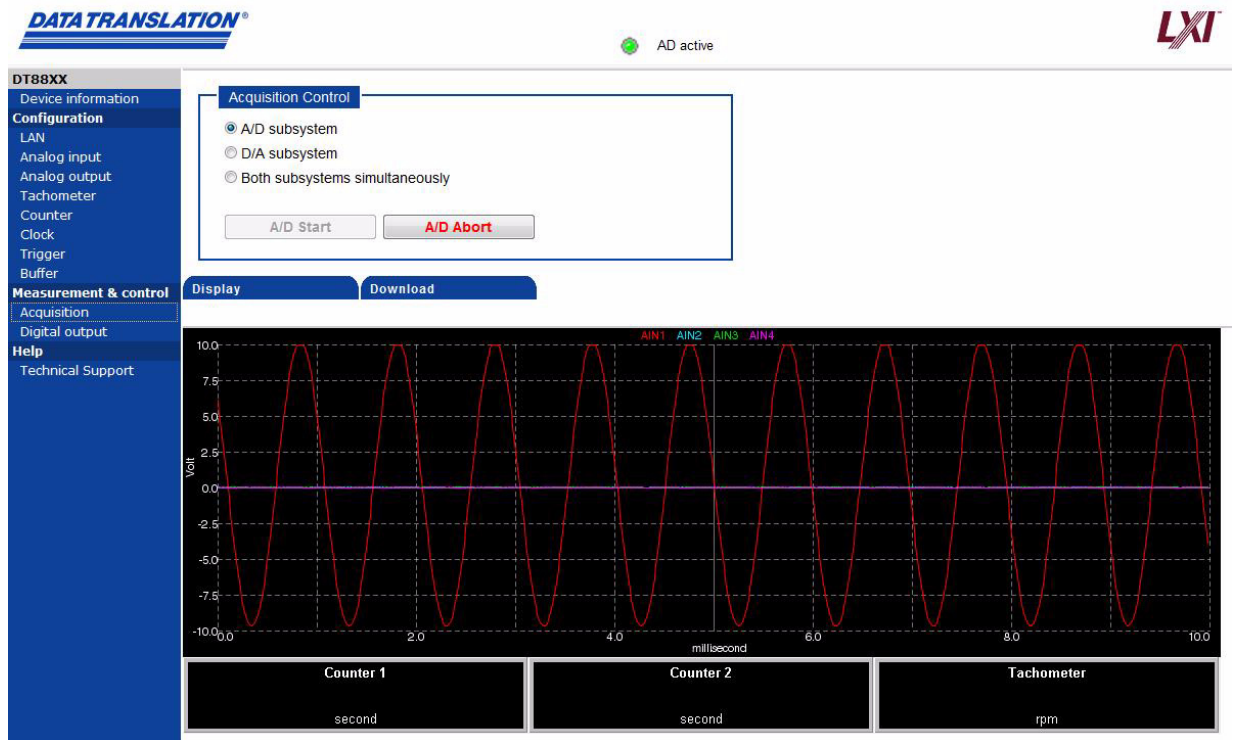 DATA TRANSLATION®
AD active
LXI™
DT88XX
Device information
Configuration
LAN
Analog input
Analog output
Tachometer
Counter
Clock
Trigger
Buffer
Measurement & control
Acquisition
Digital output
Help
Technical Support
Acquisition Control
A/D subsystem
D/A subsystem
Both subsystems simultaneously
A/D Start A/D Abort
Display Download
AIN1 AIN2 AIN3 AIN4
10.0
7.5
5.0
2.5
0.0
-2.5
-5.0
-7.5
-10.0
Volt
0.0 2.0 4.0 6.0 8.0 10.0
millisecond
Counter 1 Counter 2 Tachometer
second second rpm